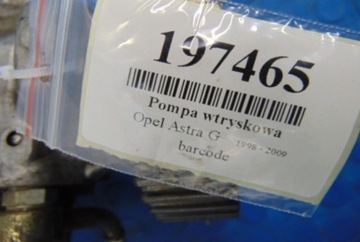 197465
Pompa wtryskowa
Opel Astra G 1998 - 2009
barcode